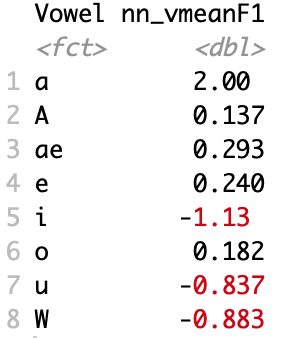 Vowel nn_vmeanF1
<fct> <dbl>
1 a 2.00
2 A 0.137
3 ae 0.293
4 e 0.240
5 i -1.13
6 o 0.182
7 u -0.837
8 W -0.883